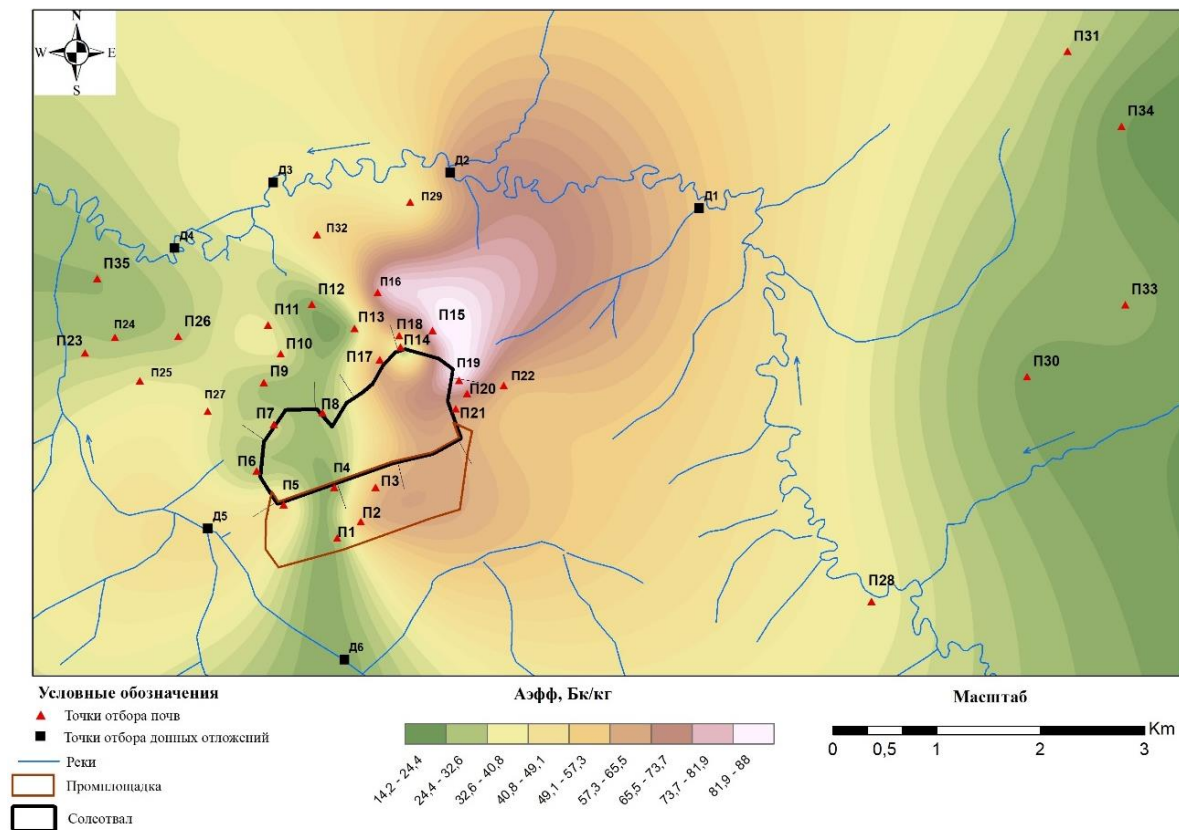 N
W E
S
П31
П34
Д2
Д3
П29
Д1
П32
Д4
П35
П16
П12
П33
П11
П13
П18
П15
П24
П26
П14
П23
П10
П17
П30
П25
П9
П19
П22
П20
П27
П8
П21
П7
П6
П4
П3
П5
Д5
П2
П1
П28
Д6
Условные обозначения
Точки отбора почв
Точки отбора донных отложений
Реки
Промплощадка
Солеотвал
Аэфф, Бк/кг
14,2 - 24,4
24,4 - 32,6
32,6 - 40,8
40,8 - 49,1
49,1 - 57,3
57,3 - 65,5
65,5 - 73,7
73,7 - 81,9
81,9 - 88
Масштаб
Km
0 0,5 1 2 3